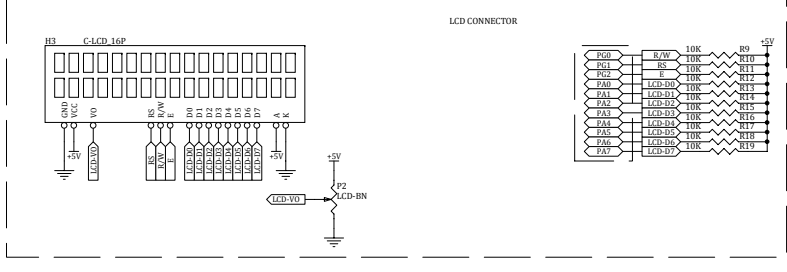 LCD CONNECTOR
H3 C-LCD_16P
GND VCC VO RS R/W E D0 D1 D2 D3 D4 D5 D6 D7 A K
+5V +5V
LCD-VO RS R/W E LCD-D0 LCD-D1 LCD-D2 LCD-D3 LCD-D4 LCD-D5 LCD-D6 LCD-D7
+5V
P2
LCD-VO LCD-BN
+5V
PG0 R/W 10K R9
PG1 RS 10K R10
PG2 E 10K R11
PA0 LCD-D0 10K R12
PA1 LCD-D1 10K R13
PA2 LCD-D2 10K R14
PA3 LCD-D3 10K R15
PA4 LCD-D4 10K R16
PA5 LCD-D5 10K R17
PA6 LCD-D6 10K R18
PA7 LCD-D7 10K R19